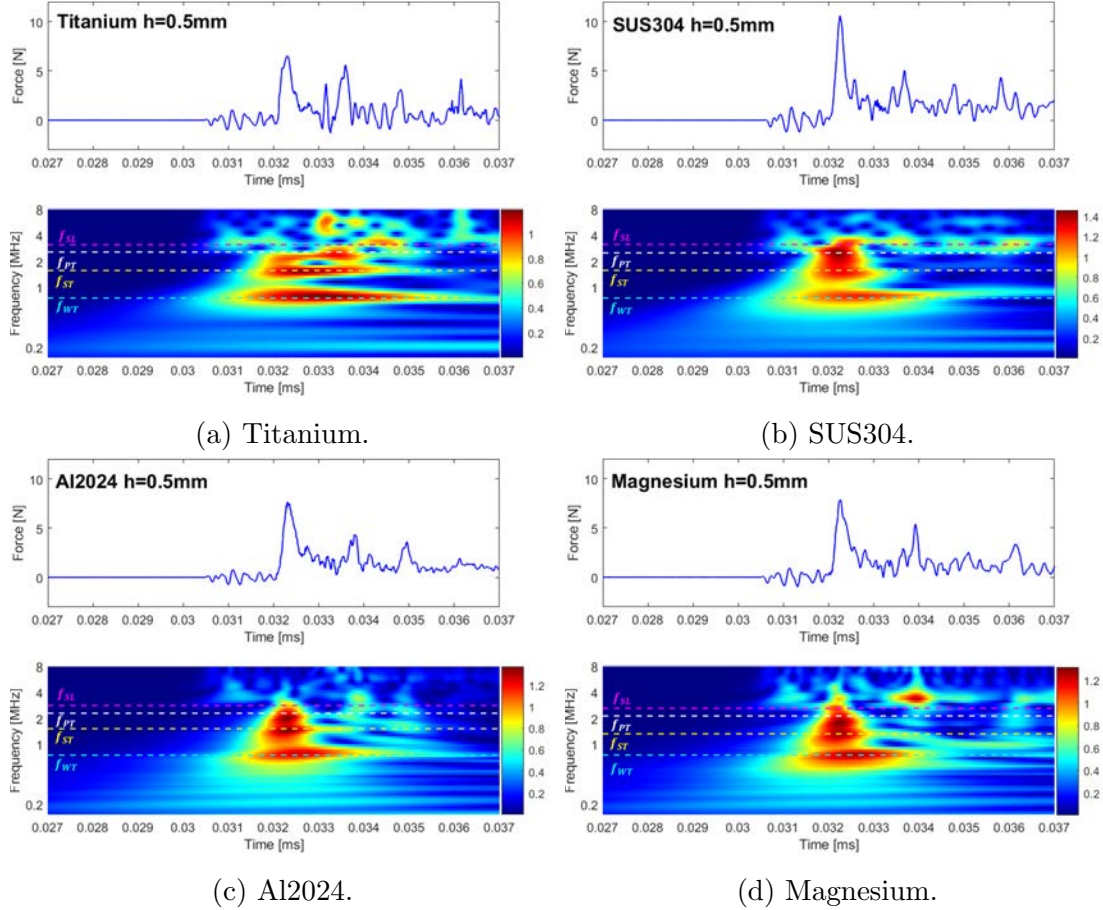 Titanium h=0.5mm
Force [N]
10
5
0
0.027 0.028 0.029 0.03 0.031 0.032 0.033 0.034 0.035 0.036 0.037
Time [ms]
Frequency [MHz]
8
4
2
1
0.2
f_SL
f_PT
f_ST
f_WT
1
0.8
0.6
0.4
0.2
0.027 0.028 0.029 0.03 0.031 0.032 0.033 0.034 0.035 0.036 0.037
Time [ms]
(a) Titanium.
SUS304 h=0.5mm
Force [N]
10
5
0
0.027 0.028 0.029 0.03 0.031 0.032 0.033 0.034 0.035 0.036 0.037
Time [ms]
Frequency [MHz]
8
4
2
1
0.2
f_SL
f_PT
f_ST
f_WT
1.4
1.2
1
0.8
0.6
0.4
0.2
0.027 0.028 0.029 0.03 0.031 0.032 0.033 0.034 0.035 0.036 0.037
Time [ms]
(b) SUS304.
Al2024 h=0.5mm
Force [N]
10
5
0
0.027 0.028 0.029 0.03 0.031 0.032 0.033 0.034 0.035 0.036 0.037
Time [ms]
Frequency [MHz]
8
4
2
1
0.2
f_SL
f_PT
f_ST
f_WT
1.2
1
0.8
0.6
0.4
0.2
0.027 0.028 0.029 0.03 0.031 0.032 0.033 0.034 0.035 0.036 0.037
Time [ms]
(c) Al2024.
Magnesium h=0.5mm
Force [N]
10
5
0
0.027 0.028 0.029 0.03 0.031 0.032 0.033 0.034 0.035 0.036 0.037
Time [ms]
Frequency [MHz]
8
4
2
1
0.2
f_SL
f_PT
f_ST
f_WT
1.2
1
0.8
0.6
0.4
0.2
0.027 0.028 0.029 0.03 0.031 0.032 0.033 0.034 0.035 0.036 0.037
Time [ms]
(d) Magnesium.